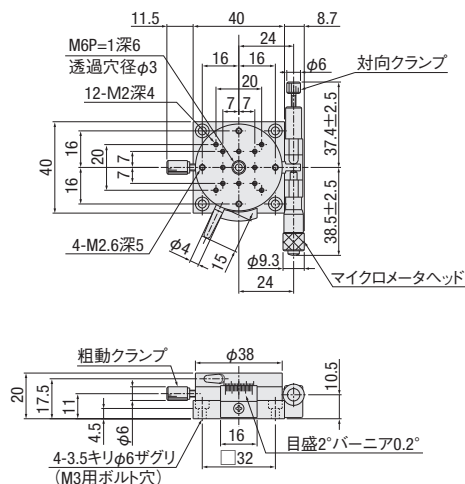 11.5
40
8.7
24
M6P=1深6
透過穴径φ3
16
16
φ6
対向クランプ
20
12-M2深4
7
7
37.4±2.5
40
16
20
7
7
16
38.5±2.5
4-M2.6深5
φ4
15
φ9.3
マイクロメータヘッド
24
粗動クランプ
φ38
20
17.5
11
4.5
φ6
10.5
16
目盛2°バーニア0.2°
4-3.5キリφ6ザグリ
□32
(M3用ボルト穴)